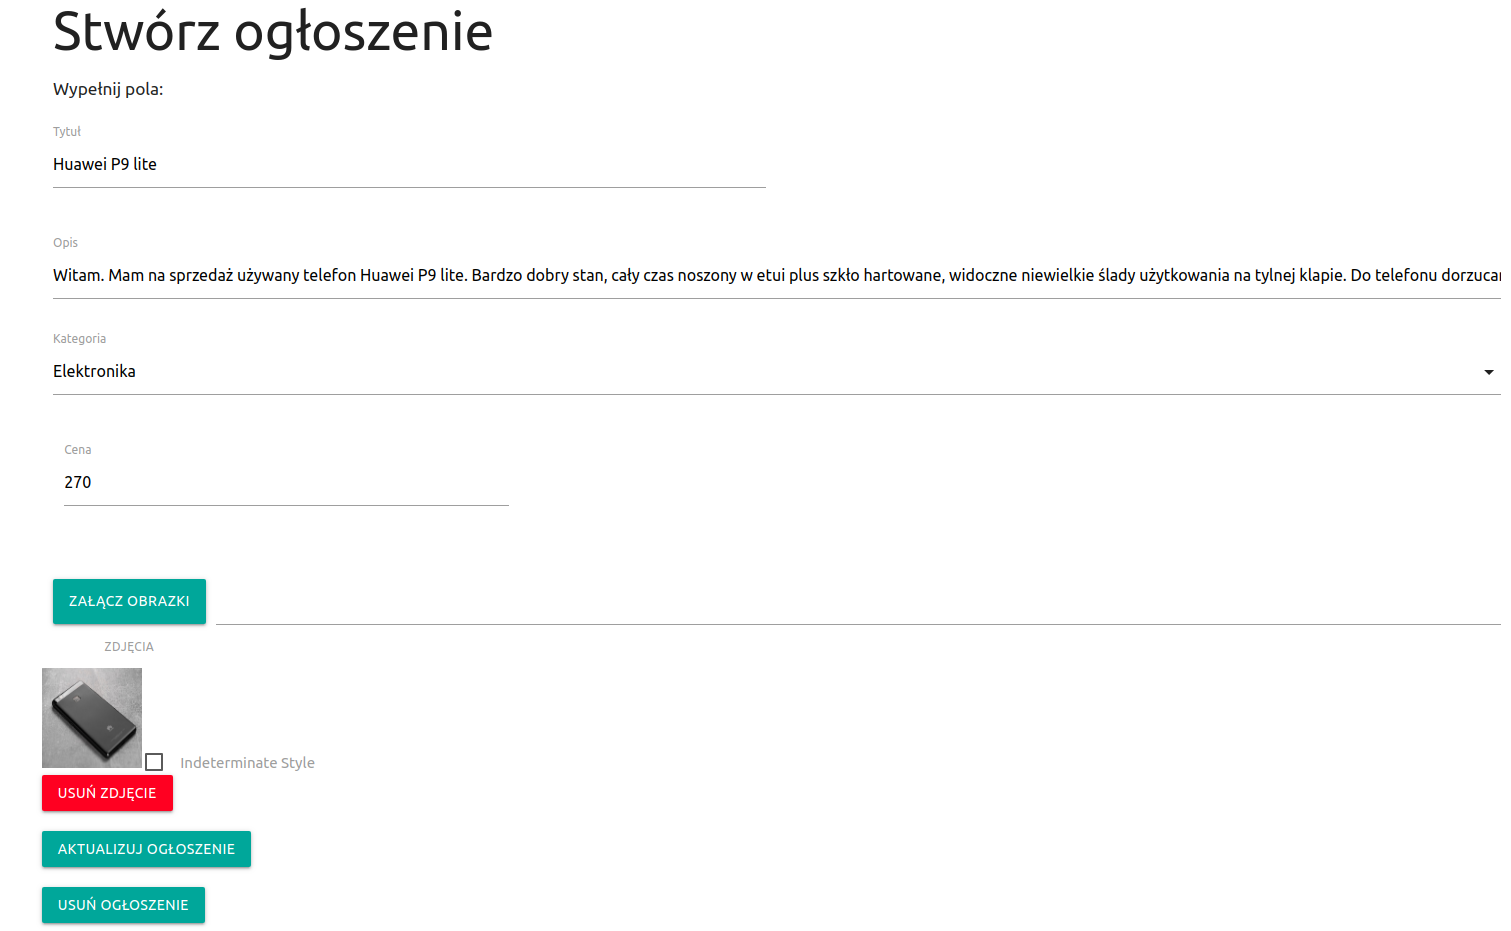 Stwórz ogłoszenie
Wypełnij pola:
Tytuł
Huawei P9 lite
Opis
Witam. Mam na sprzedaż używany telefon Huawei P9 lite. Bardzo dobry stan, cały czas noszony w etui plus szkło hartowane, widoczne niewielkie ślady użytkowania na tylnej klapie. Do telefonu
Kategoria
Elektronika
Cena
270
ZAŁĄCZ OBRAZKI
ZDJĘCIA
Indeterminate Style
USUŃ ZDJĘCIE
AKTUALIZUJ OGŁOSZENIE
USUŃ OGŁOSZENIE